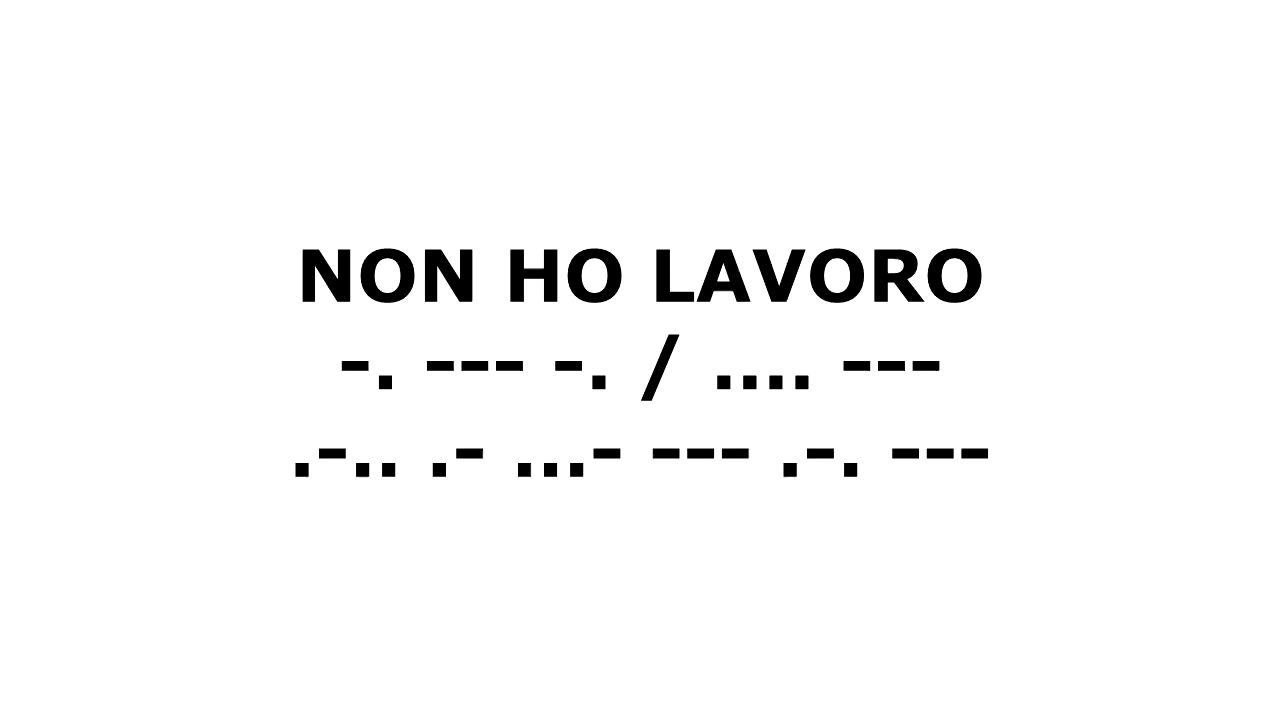 NON HO LAVORO
-. --- -. / .... ---
.-.. .- ...- --- .-. ---